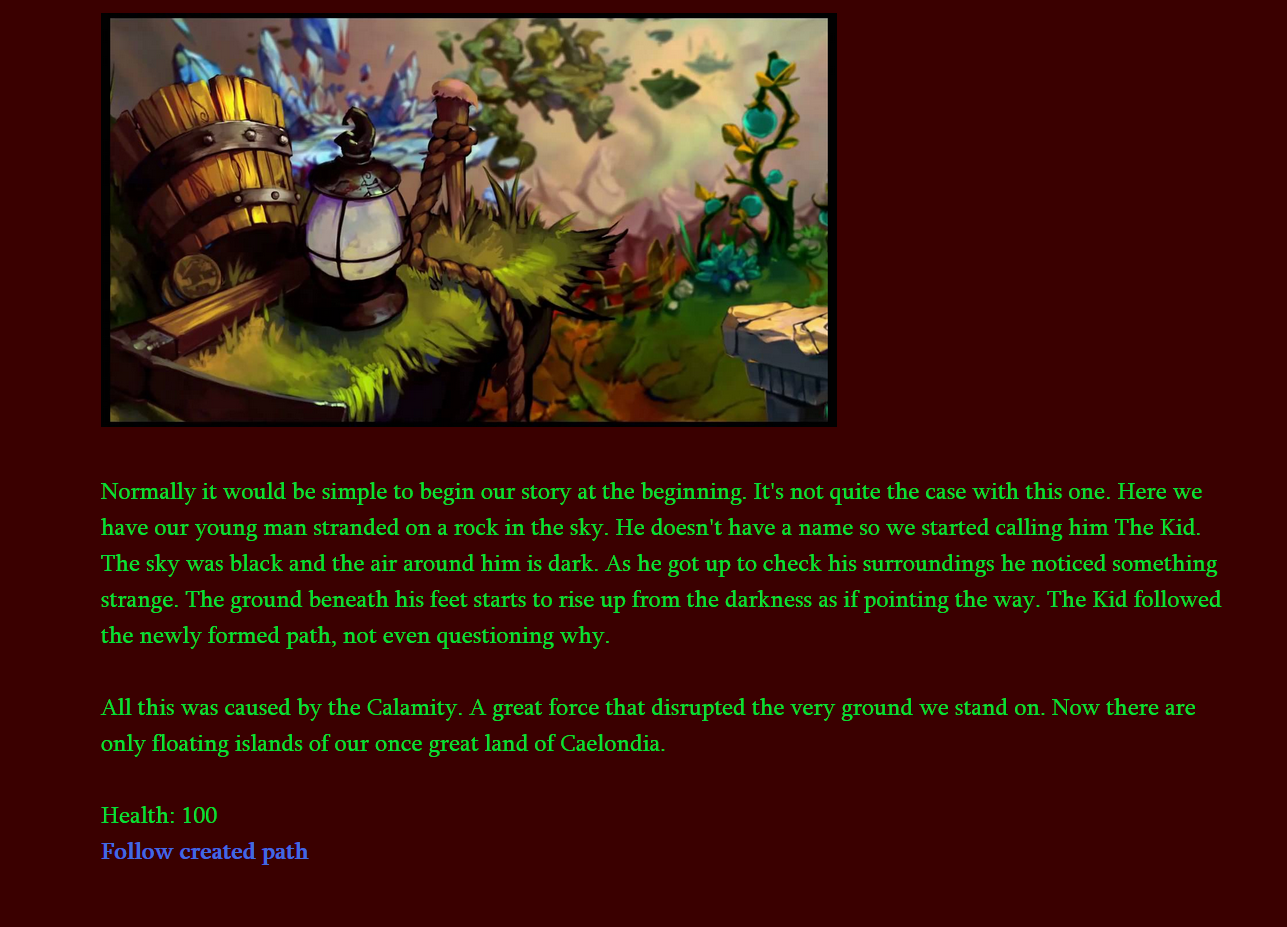 Normally it would be simple to begin our story at the beginning. It's not quite the case with this one. Here we
have our young man stranded on a rock in the sky. He doesn't have a name so we started calling him The Kid.
The sky was black and the air around him is dark. As he got up to check his surroundings he noticed something
strange. The ground beneath his feet starts to rise up from the darkness as if pointing the way. The Kid followed
the newly formed path, not even questioning why.
All this was caused by the Calamity. A great force that disrupted the very ground we stand on. Now there are
only floating islands of our once great land of Caelondia.
Health: 100
Follow created path